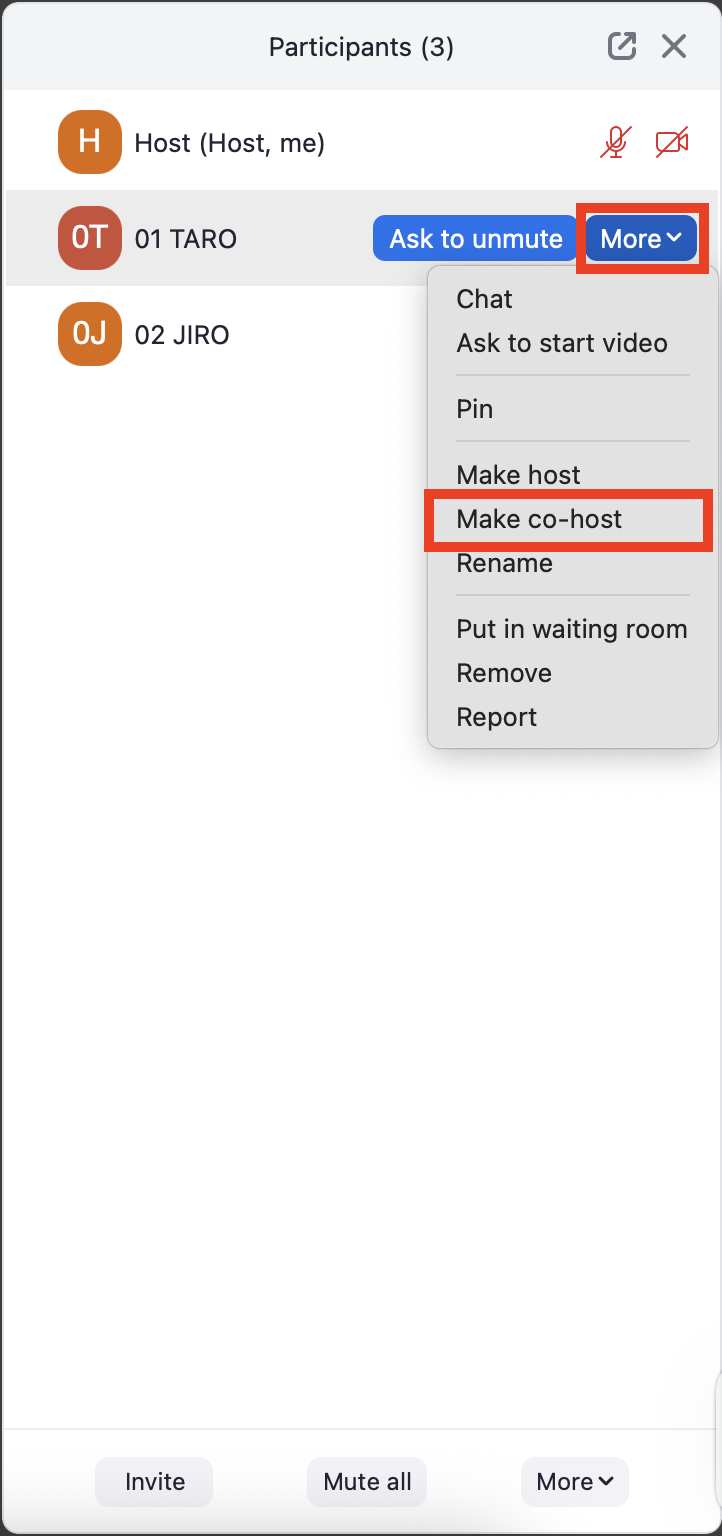 Participants (3)
H Host (Host, me)
0T 01 TARO Ask to unmute More
0J 02 JIRO
Chat
Ask to start video
Pin
Make host
Make co-host
Rename
Put in waiting room
Remove
Report
Invite Mute all More